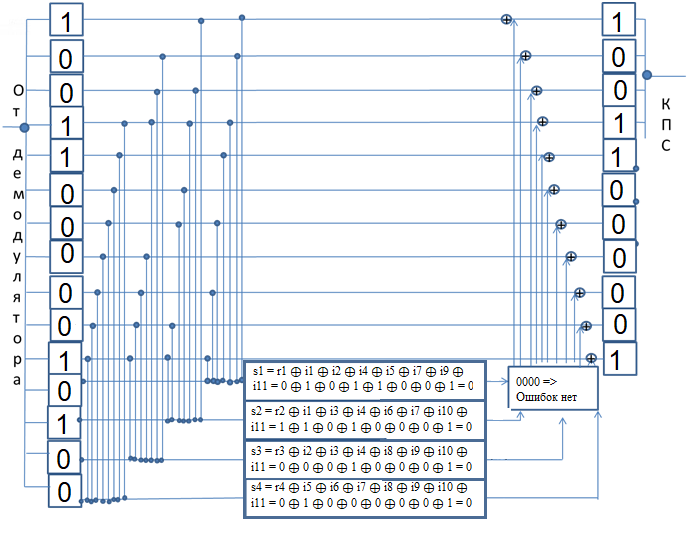 От демодулятора
1
0
0
1
1
0
0
0
0
0
1
0
1
0
0
s1 = r1 ⊕ i1 ⊕ i2 ⊕ i4 ⊕ i5 ⊕ i7 ⊕ i9 ⊕
i11 = 0 ⊕ 1 ⊕ 0 ⊕ 1 ⊕ 1 ⊕ 0 ⊕ 0 ⊕ 1 = 0
s2 = r2 ⊕ i1 ⊕ i3 ⊕ i4 ⊕ i6 ⊕ i7 ⊕ i10 ⊕
i11 = 1 ⊕ 1 ⊕ 0 ⊕ 1 ⊕ 0 ⊕ 0 ⊕ 0 ⊕ 1 = 0
s3 = r3 ⊕ i2 ⊕ i3 ⊕ i4 ⊕ i8 ⊕ i9 ⊕ i10 ⊕
i11 = 0 ⊕ 0 ⊕ 0 ⊕ 1 ⊕ 0 ⊕ 0 ⊕ 0 ⊕ 1 = 0
s4 = r4 ⊕ i5 ⊕ i6 ⊕ i7 ⊕ i8 ⊕ i9 ⊕ i10 ⊕
i11 = 0 ⊕ 1 ⊕ 0 ⊕ 0 ⊕ 0 ⊕ 0 ⊕ 0 ⊕ 1 = 0
0000 =>
Ошибок нет
1
0
0
1
1
0
0
0
0
0
1
КПС